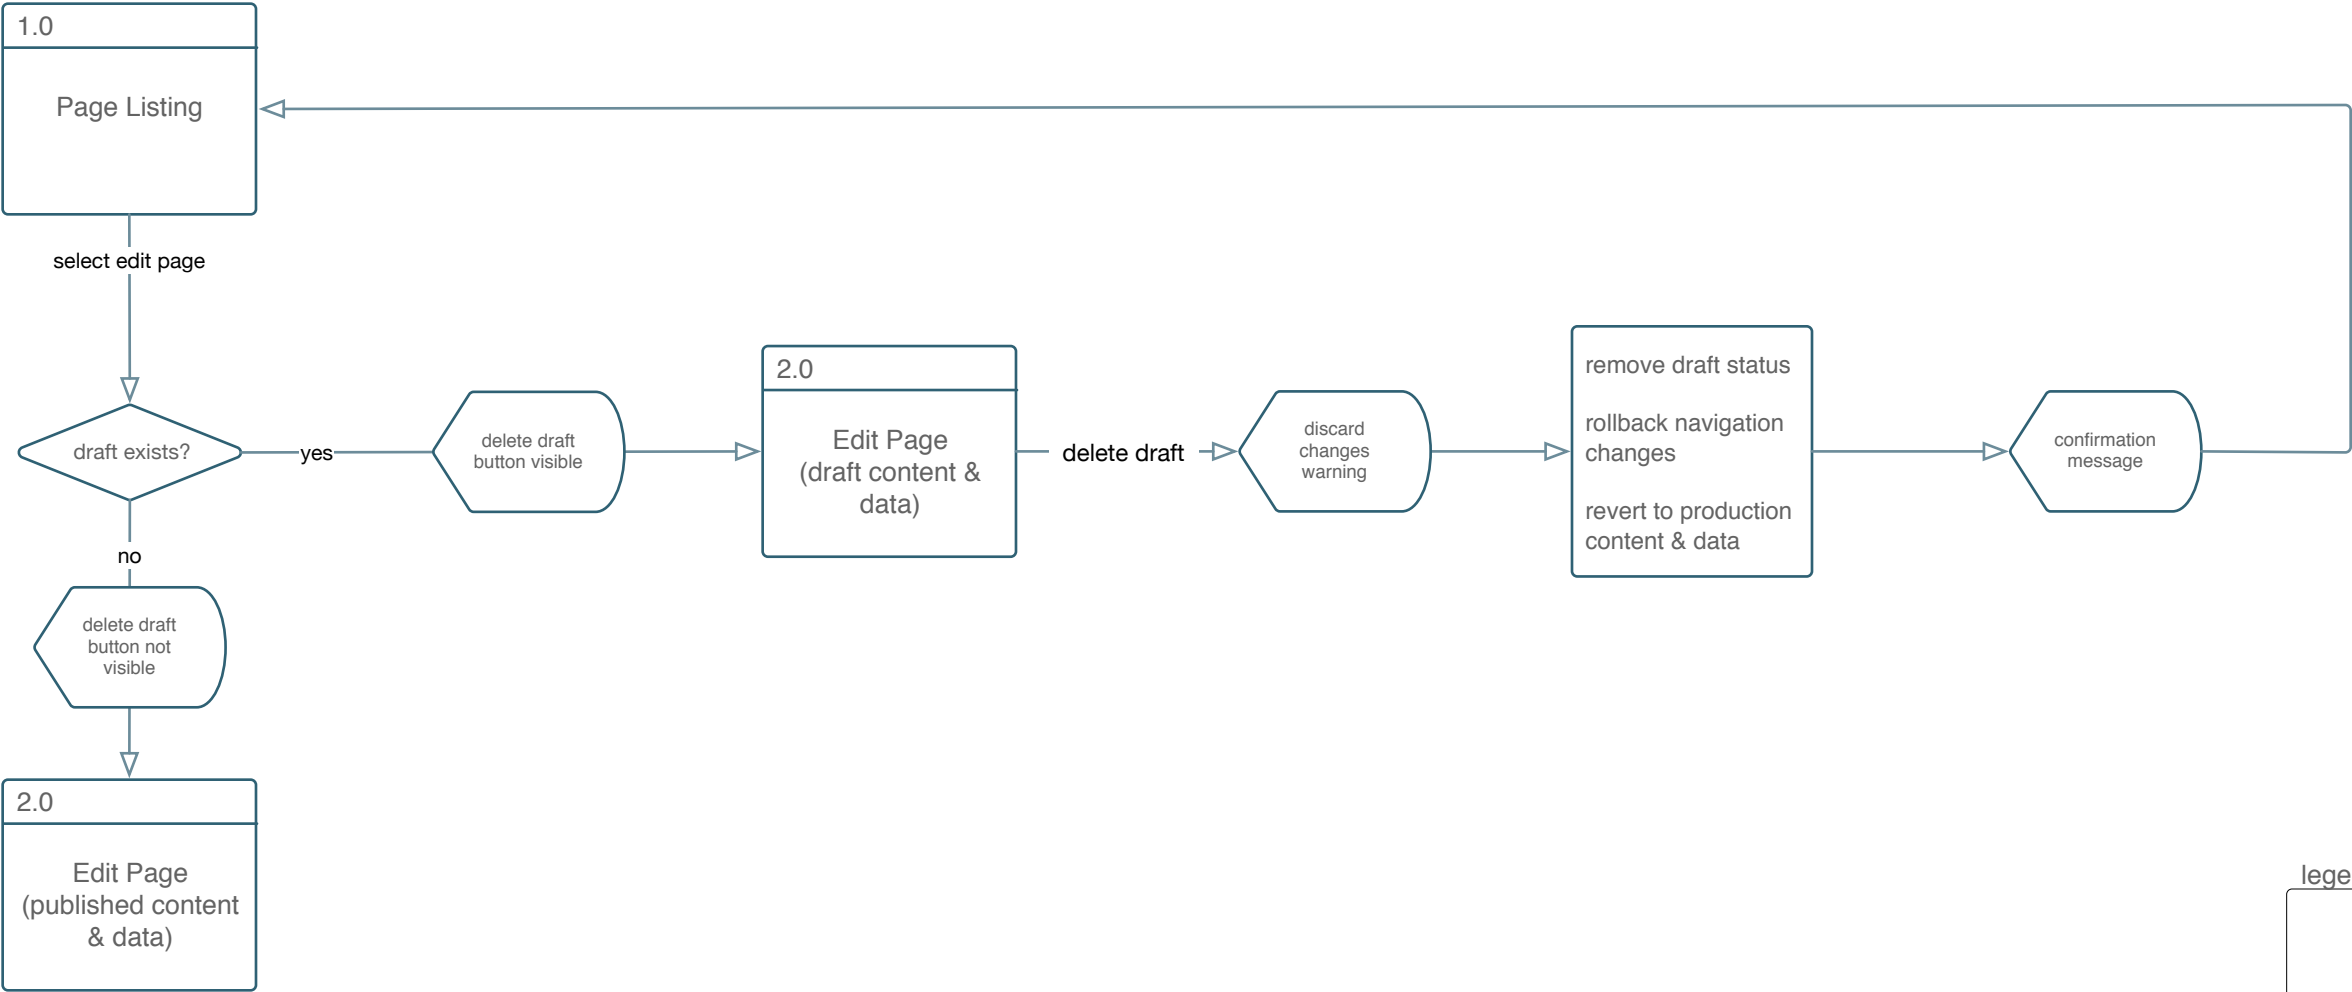 1.0
Page Listing
select edit page
draft exists?
yes
delete draft
button visible
2.0
Edit Page
(draft content &
data)
delete draft
discard
changes
warning
remove draft status
rollback navigation
changes
revert to production
content & data
confirmation
message
no
delete draft
button not
visible
2.0
Edit Page
(published content
& data)
lege